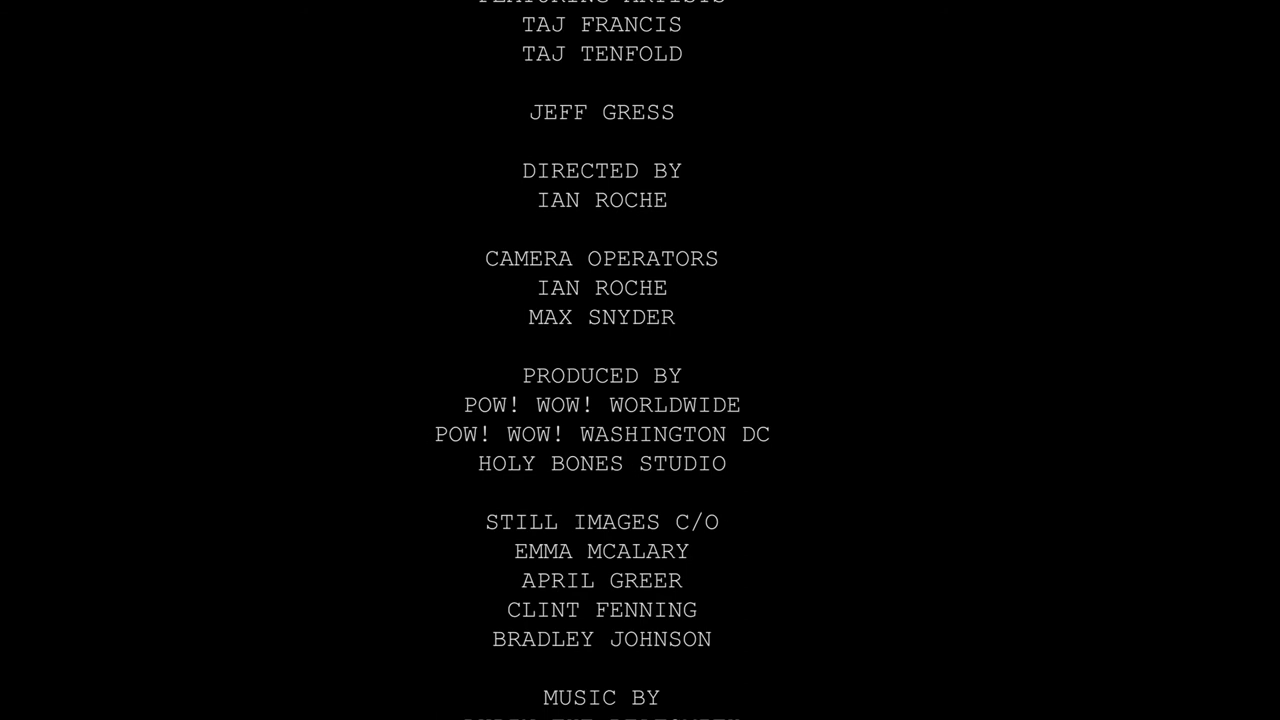 FEATURING ARTISTS
TAJ FRANCIS
TAJ TENFOLD
JEFF GRESS
DIRECTED BY
IAN ROCHE
CAMERA OPERATORS
IAN ROCHE
MAX SNYDER
PRODUCED BY
POW! WOW! WORLDWIDE
POW! WOW! WASHINGTON DC
HOLY BONES STUDIO
STILL IMAGES C/O
EMMA MCALARY
APRIL GREER
CLINT FENNING
BRADLEY JOHNSON
MUSIC BY